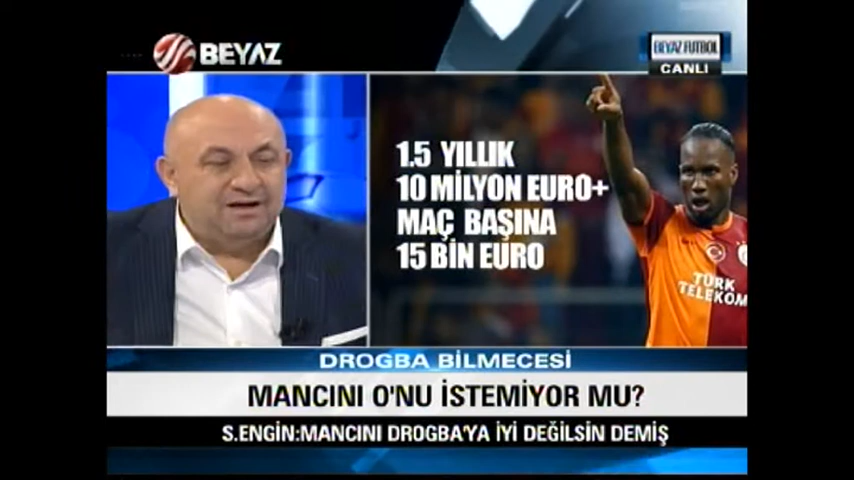 BEYAZ
BEYAZ FUTBOL
CANLI
1.5 YILLIK
10 MİLYON EURO+
MAÇ BAŞINA
15 BİN EURO
TÜRK
TELEKOM
DROGBA BİLMECESİ
MANCINI O'NU İSTEMİYOR MU?
S.ENGİN:MANCINI DROGBA'YA İYİ DEĞİLSİN DEMİŞ